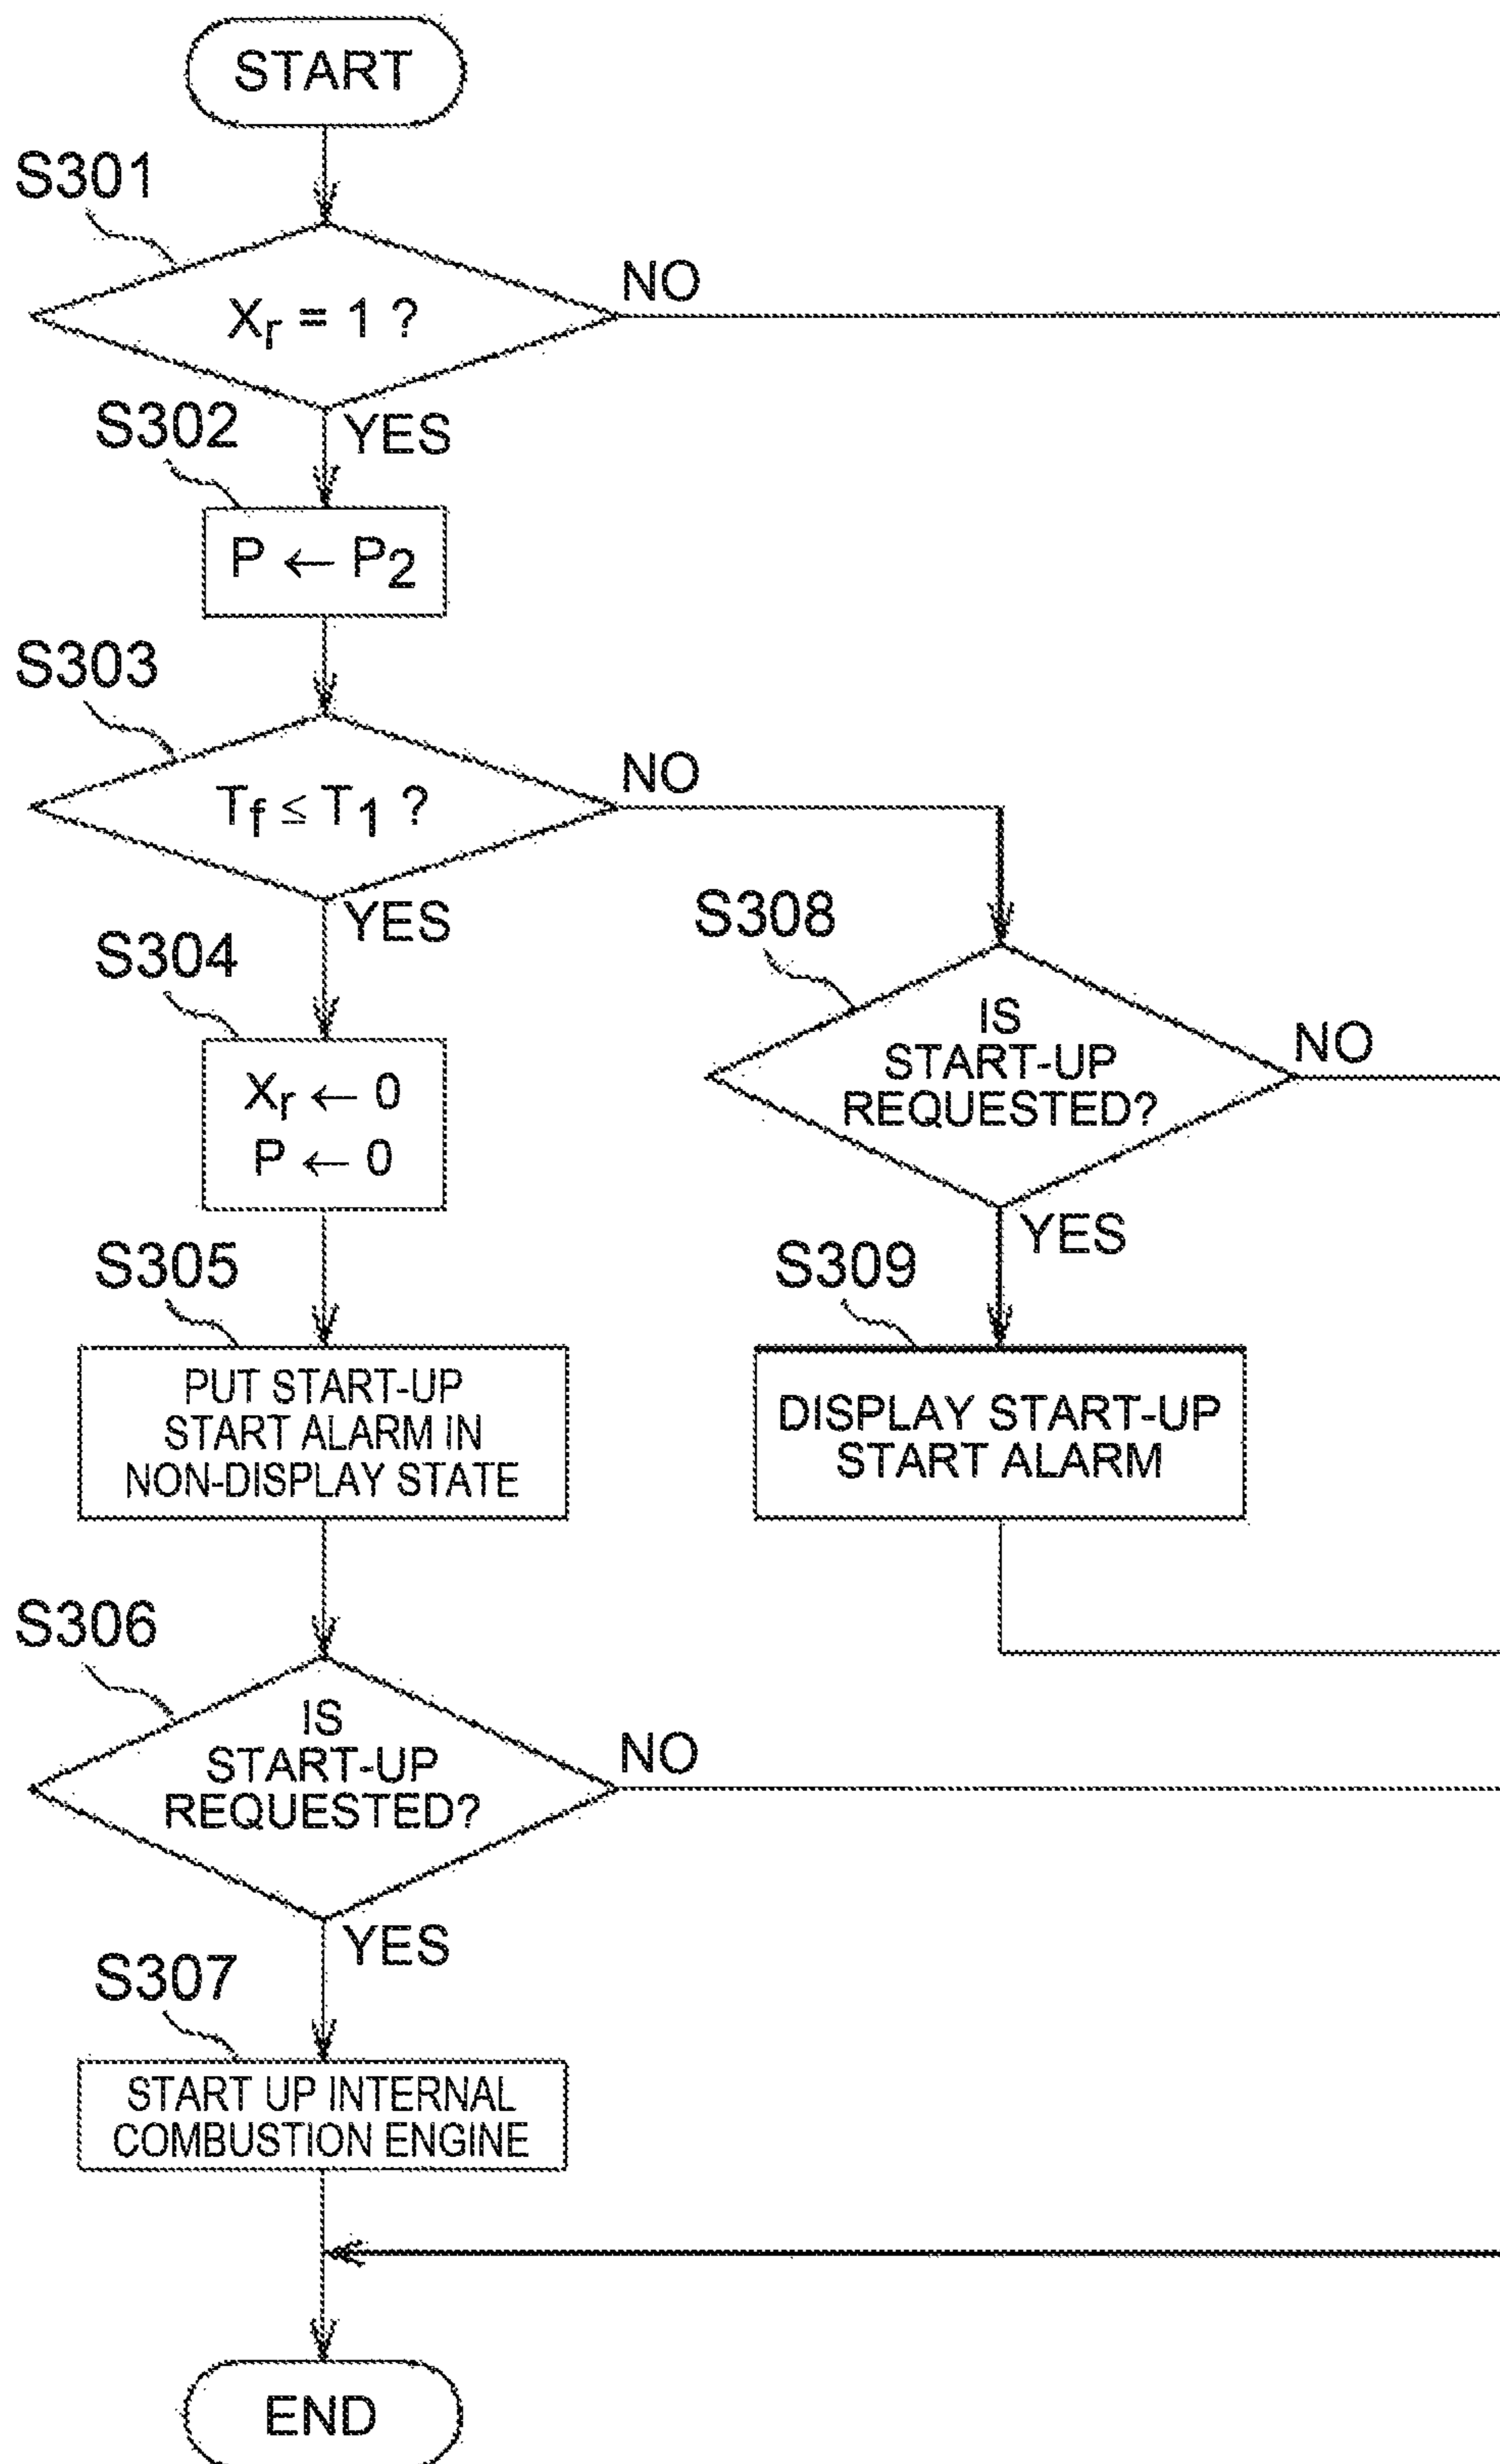 START
S301
Xr = 1 ?
NO
YES
S302
P ← P2
S303
Tf ≤ T1 ?
NO
YES
S304
Xr ← 0
P ← 0
S308
IS
START-UP
REQUESTED?
NO
YES
S305
PUT START-UP
START ALARM IN
NON-DISPLAY STATE
S309
DISPLAY START-UP
START ALARM
S306
IS
START-UP
REQUESTED?
NO
YES
S307
START UP INTERNAL
COMBUSTION ENGINE
END